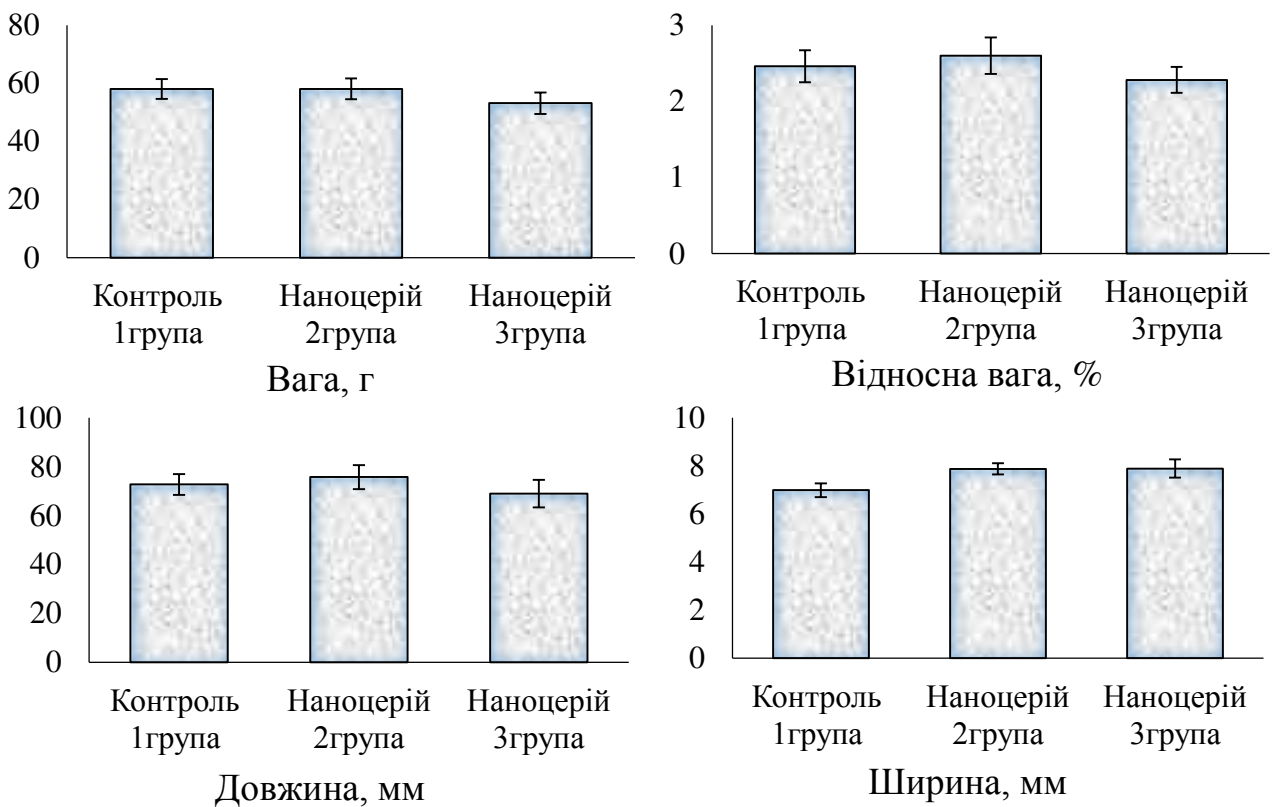 80
60
40
20
0
Контроль
1група
Наноцерій
2група
Наноцерій
3група
Вага, г
3
2
1
0
Контроль
1група
Наноцерій
2група
Наноцерій
3група
Відносна вага, %
100
80
60
40
20
0
Контроль
1група
Наноцерій
2група
Наноцерій
3група
Довжина, мм
10
8
6
4
2
0
Контроль
1група
Наноцерій
2група
Наноцерій
3група
Ширина, мм